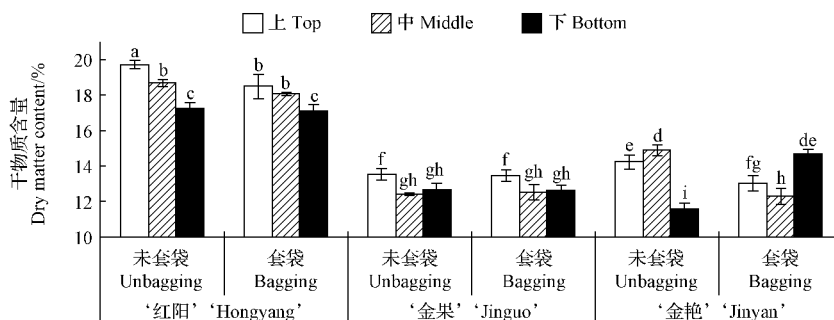 上 Top 中 Middle 下 Bottom
干物质含量
Dry matter content/%
20
18
16
14
12
10
a b c b b c f gh gh f gh gh e d i fg h de
未套袋 套袋 未套袋 套袋 未套袋 套袋
Unbagging Bagging Unbagging Bagging Unbagging Bagging
‘红阳’ ‘Hongyang’ ‘金果’ ‘Jinguo’ ‘金艳’ ‘Jinyan’